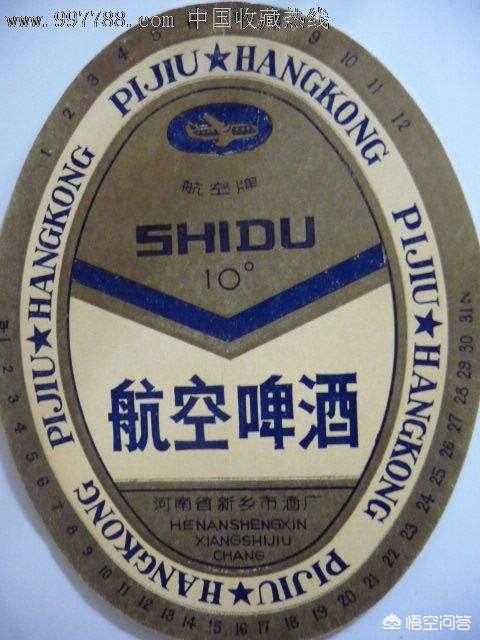 www.997788.com 中国收藏热线
PIJIU★HANGKONG
PIJIU★HANGKONG
PIJIU★HANGKONG
PIJIU★HANGKONG
1 2 3 4 5
9 10 11 12
航空牌
SHIDU
10°
航空啤酒
河南省新乡市酒厂
HENANSHENGXIN
XIANGSHIJIU
CHANG
1 2 3 4 5 6 7 8 9 10 11 12 13 14 15 16 17 18 19 20 21 22 23 24 25 26 27 28 29 30 31
悟空问答